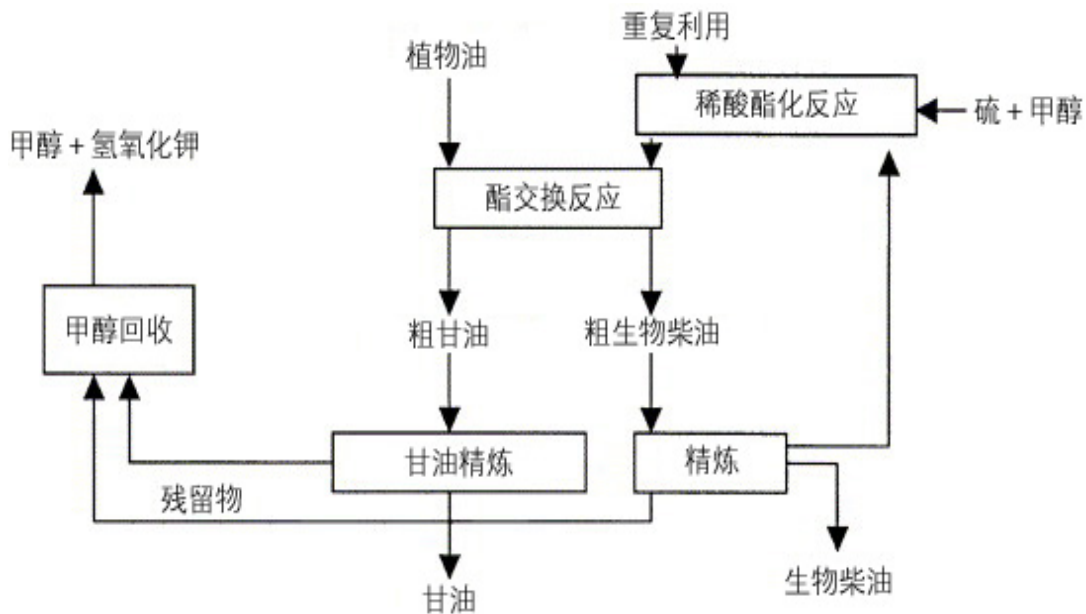 重复利用
植物油
稀酸酯化反应
硫 + 甲醇
甲醇 + 氢氧化钾
酯交换反应
甲醇回收
粗甘油
粗生物柴油
甘油精炼
精炼
残留物
甘油
生物柴油